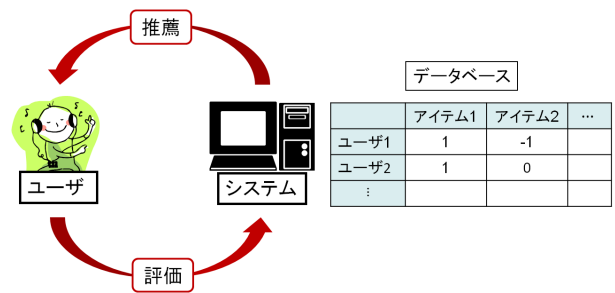 推薦
データベース
アイテム1 アイテム2 …
ユーザ1 1 -1
ユーザ2 1 0
⋮
ユーザ
システム
評価